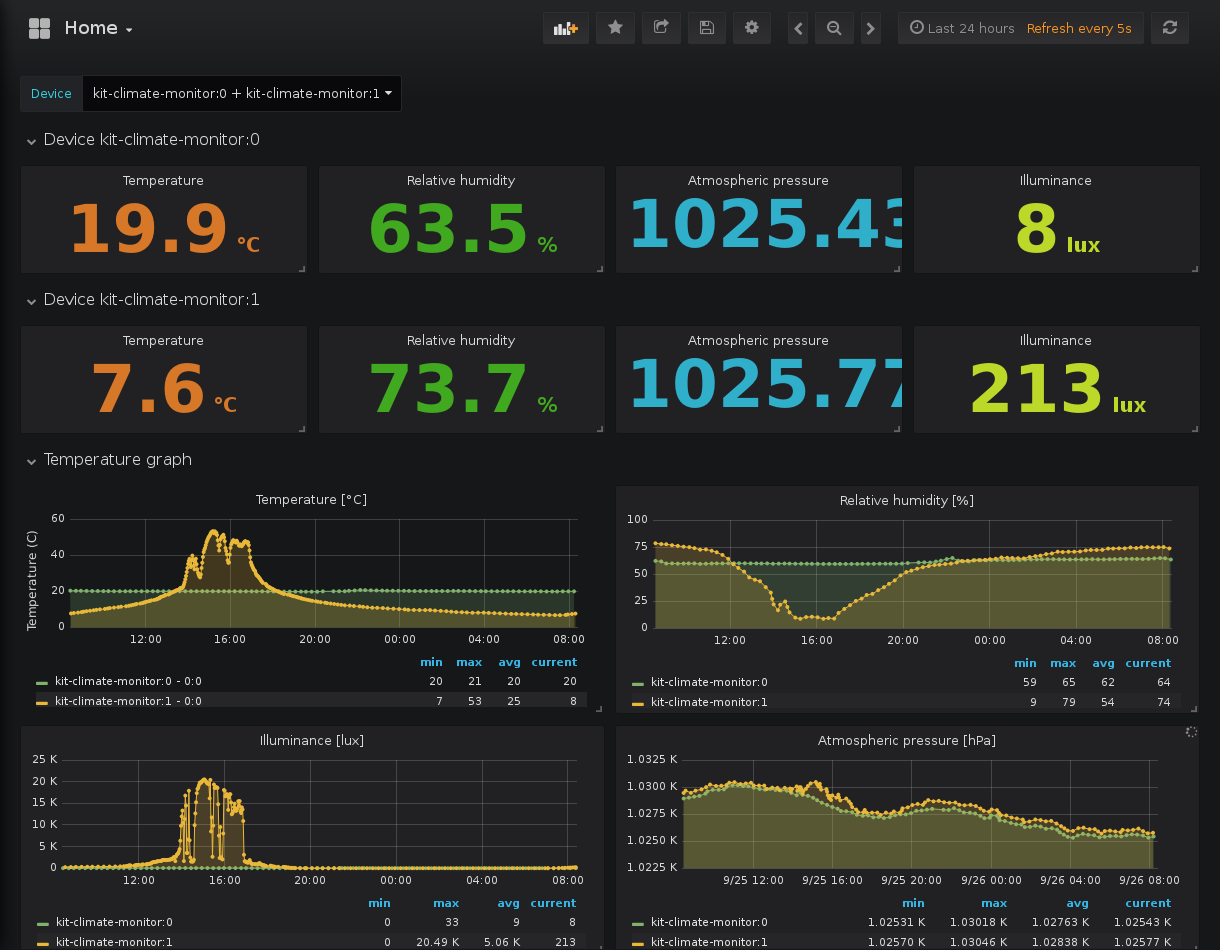 Home
Last 24 hours Refresh every 5s
Device kit-climate-monitor:0 + kit-climate-monitor:1
Device kit-climate-monitor:0
Temperature Relative humidity Atmospheric pressure Illuminance
19.9 °C 63.5 % 1025.43 8 lux
Device kit-climate-monitor:1
Temperature Relative humidity Atmospheric pressure Illuminance
7.6 °C 73.7 % 1025.77 213 lux
Temperature graph
Temperature [°C]
Temperature (C)
60
40
20
0
12:00 16:00 20:00 00:00 04:00 08:00
min max avg current
kit-climate-monitor:0 - 0:0 20 21 20 20
kit-climate-monitor:1 - 0:0 7 53 25 8
Relative humidity [%]
100
75
50
25
0
12:00 16:00 20:00 00:00 04:00 08:00
min max avg current
kit-climate-monitor:0 59 65 62 64
kit-climate-monitor:1 9 79 54 74
Illuminance [lux]
25 K
20 K
15 K
10 K
5 K
0
12:00 16:00 20:00 00:00 04:00 08:00
min max avg current
kit-climate-monitor:0 0 33 9 8
kit-climate-monitor:1 0 20.49 K 5.06 K 213
Atmospheric pressure [hPa]
1.0325 K
1.0300 K
1.0275 K
1.0250 K
1.0225 K
9/25 12:00 9/25 16:00 9/25 20:00 9/26 00:00 9/26 04:00 9/26 08:00
min max avg current
kit-climate-monitor:0 1.02531 K 1.03018 K 1.02763 K 1.02543 K
kit-climate-monitor:1 1.02570 K 1.03046 K 1.02838 K 1.02577 K